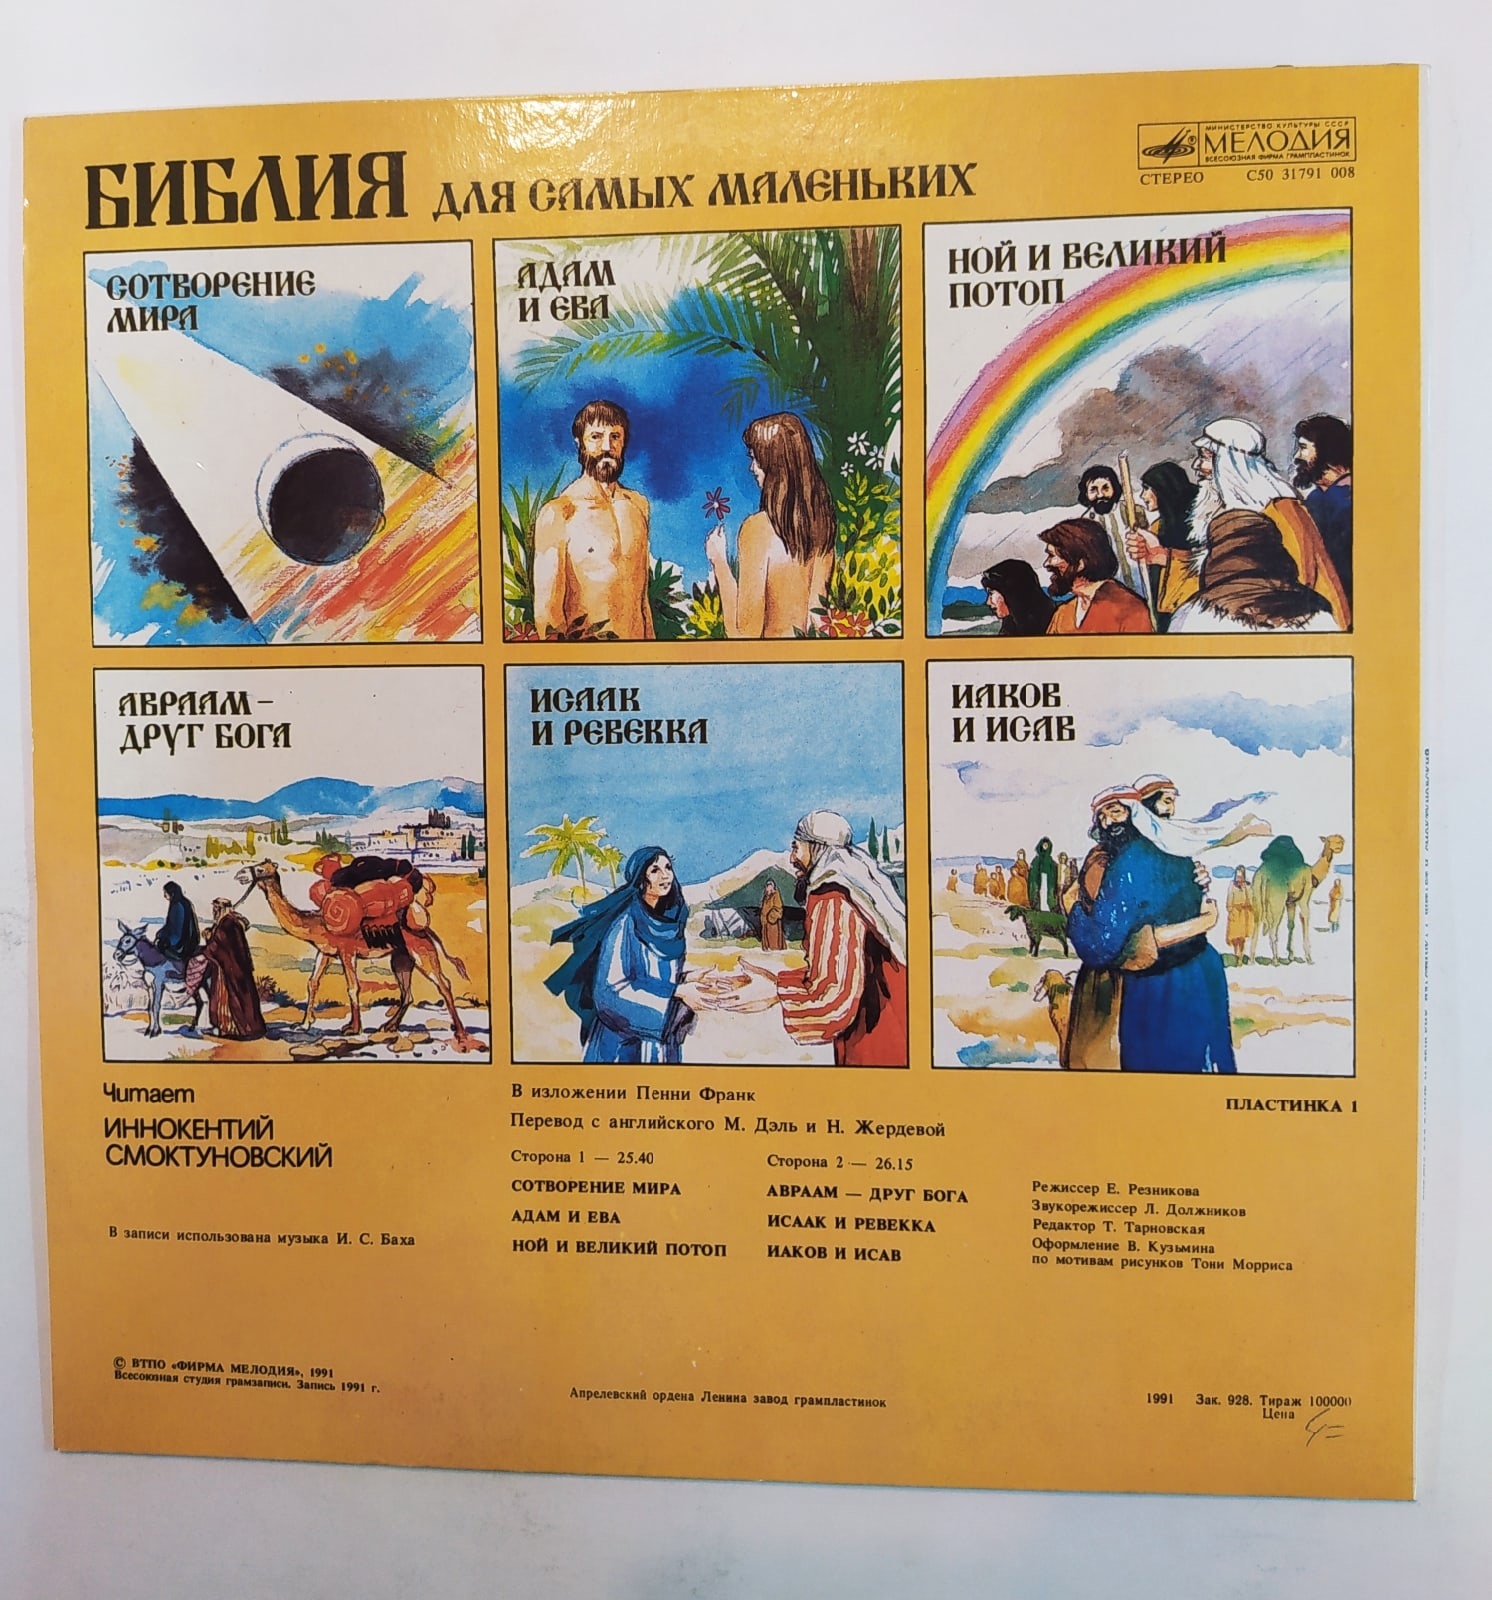 БИБЛИЯ ДЛЯ САМЫХ МАЛЕНЬКИХ
МИНИСТЕРСТВО КУЛЬТУРЫ СССР
МЕЛОДИЯ
ВСЕСОЮЗНАЯ ФИРМА ГРАМПЛАСТИНОК
СТЕРЕО С50 31791 008
СОТВОРЕНИЕ
МИРА
АДАМ
И ЕВА
НОЙ И ВЕЛИКИЙ
ПОТОП
АВРААМ –
ДРУГ БОГА
ИСААК
И РЕВЕККА
ИАКОВ
И ИСАВ
Читает
ИННОКЕНТИЙ
СМОКТУНОВСКИЙ
В записи использована музыка И. С. Баха
В изложении Пенни Франк
Перевод с английского М. Дэль и Н. Жердевой
Сторона 1 — 25.40
СОТВОРЕНИЕ МИРА
АДАМ И ЕВА
НОЙ И ВЕЛИКИЙ ПОТОП
Сторона 2 — 26.15
АВРААМ — ДРУГ БОГА
ИСААК И РЕВЕККА
ИАКОВ И ИСАВ
ПЛАСТИНКА 1
Режиссер Е. Резникова
Звукорежиссер Л. Должников
Редактор Т. Тарновская
Оформление В. Кузьмина
по мотивам рисунков Тони Морриса
© ВТПО «ФИРМА МЕЛОДИЯ», 1991
Всесоюзная студия грамзаписи. Запись 1991 г.
Апрелевский ордена Ленина завод грампластинок
1991 Зак. 928. Тираж 100000
Цена